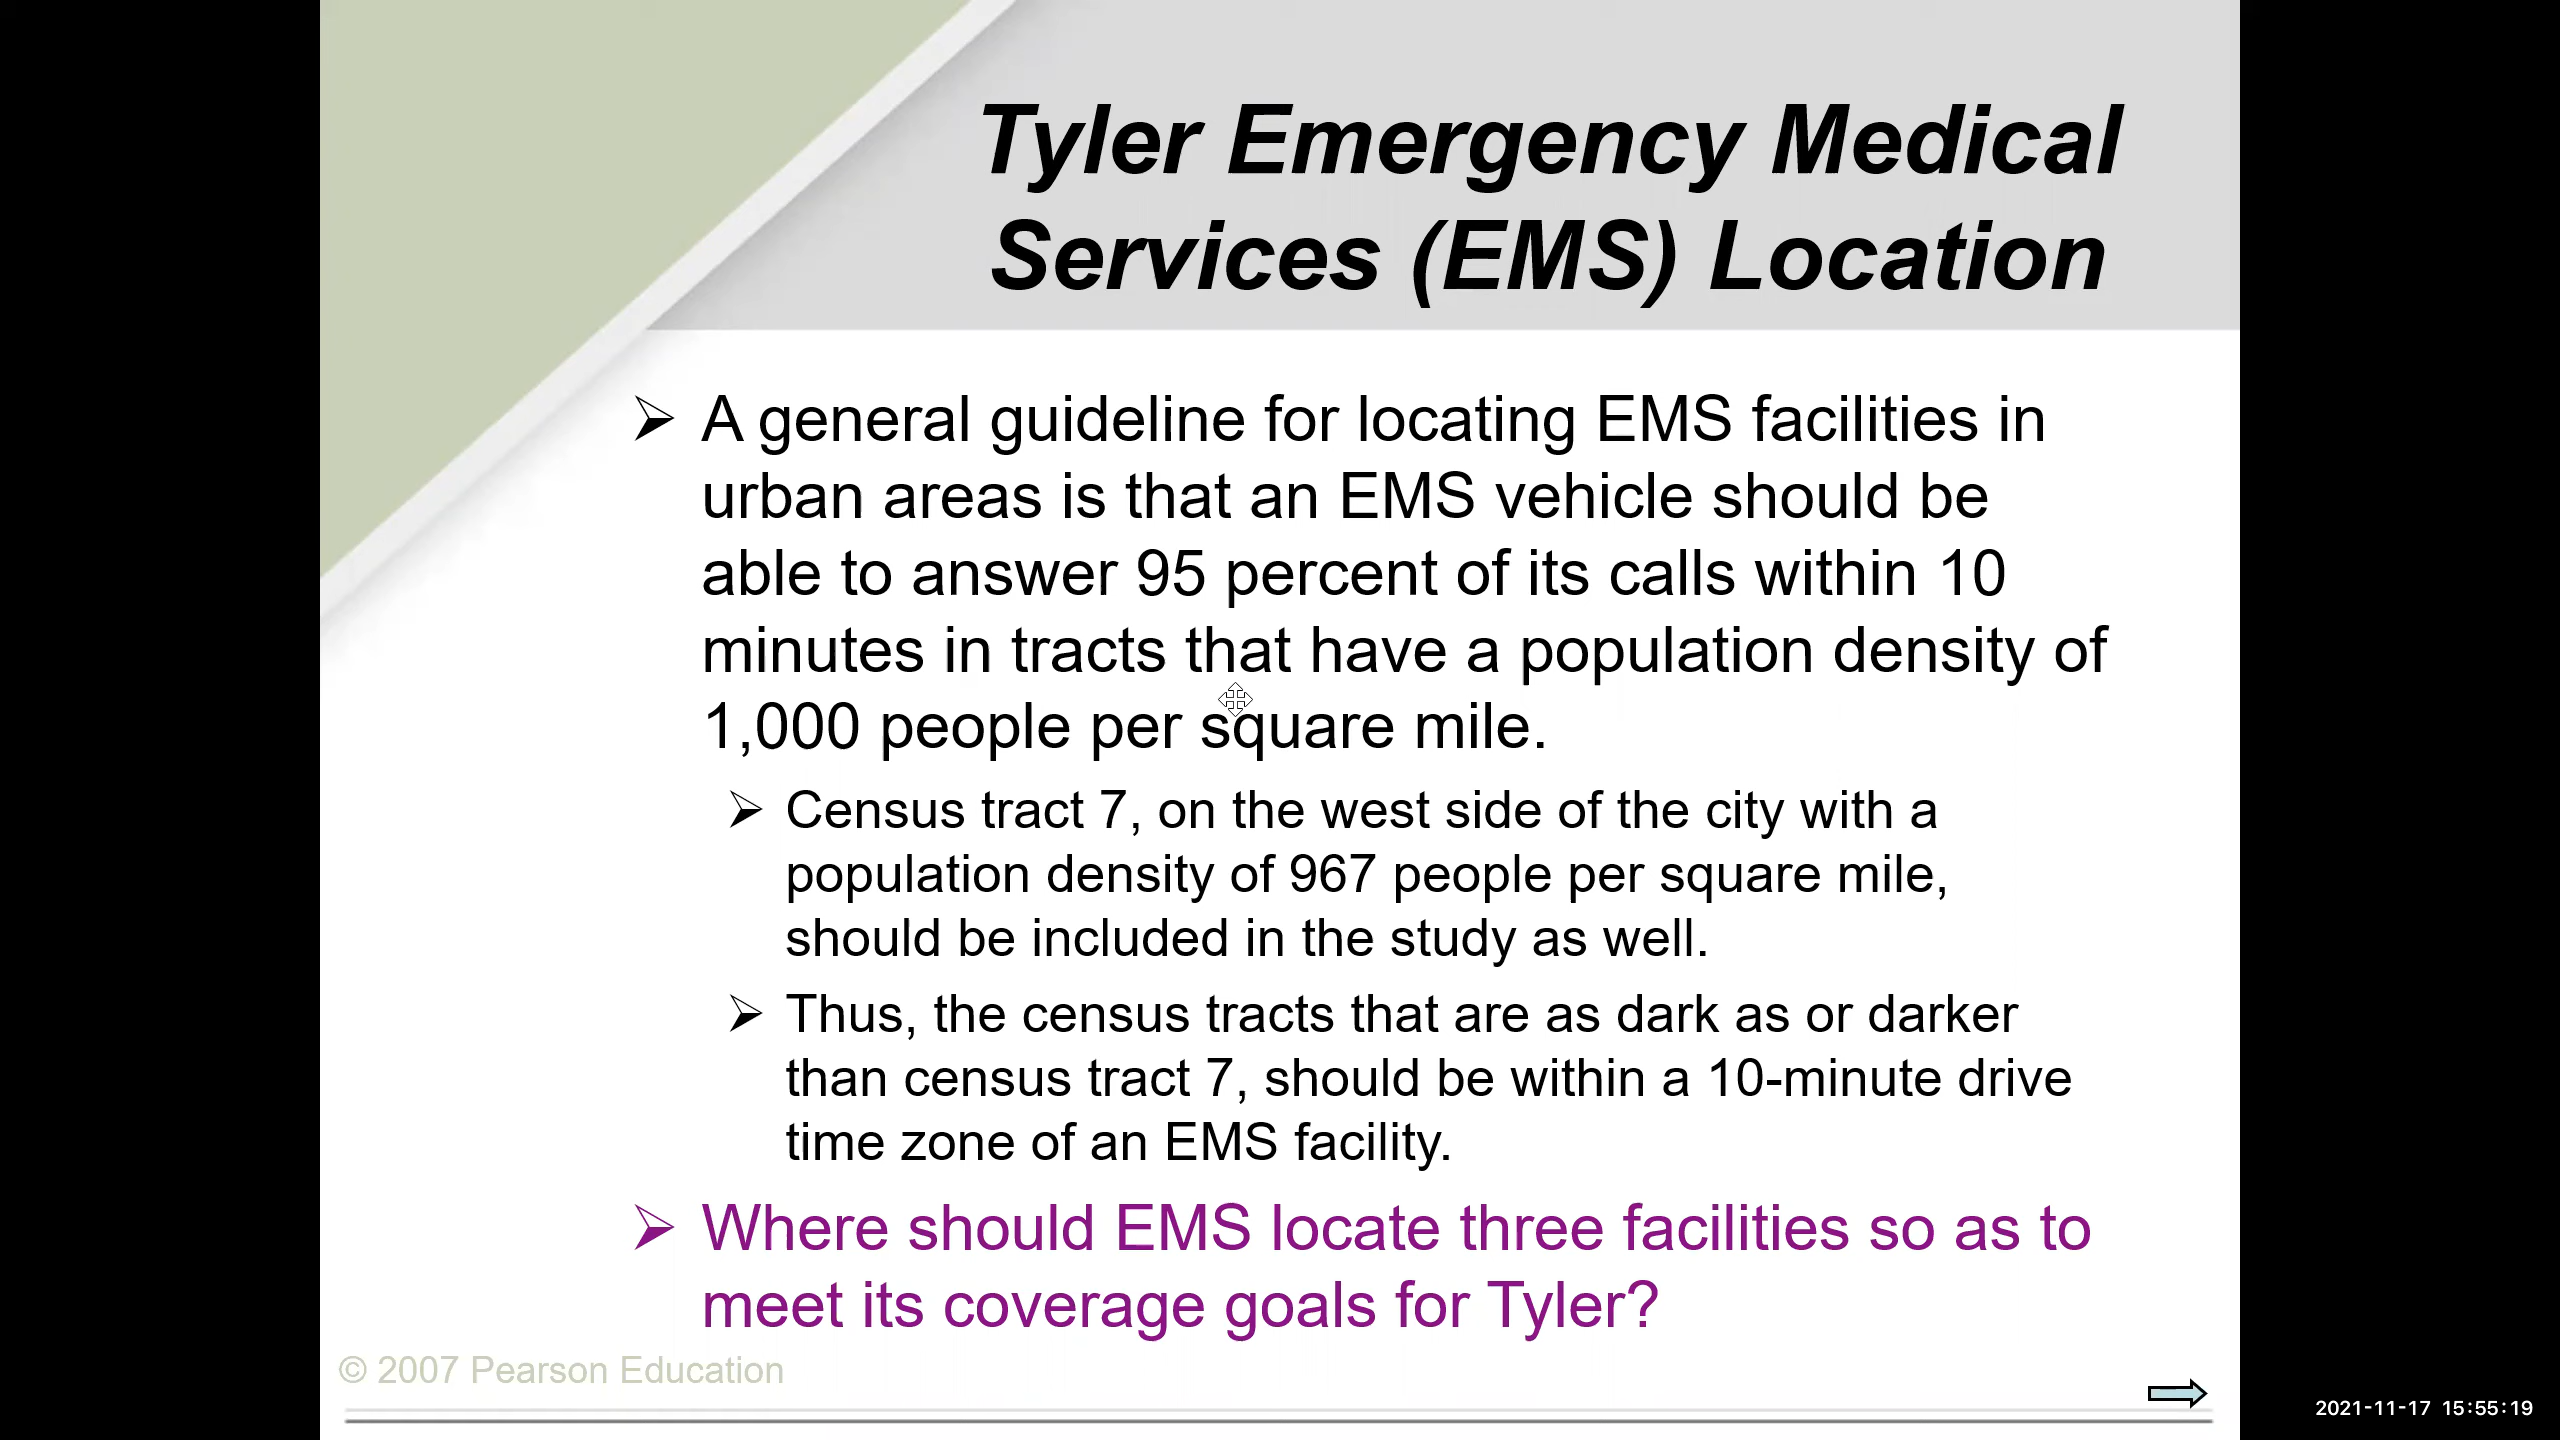 Tyler Emergency Medical
Services (EMS) Location
A general guideline for locating EMS facilities in
urban areas is that an EMS vehicle should be
able to answer 95 percent of its calls within 10
minutes in tracts that have a population density of
1,000 people per square mile.
Census tract 7, on the west side of the city with a
population density of 967 people per square mile,
should be included in the study as well.
Thus, the census tracts that are as dark as or darker
than census tract 7, should be within a 10-minute drive
time zone of an EMS facility.
Where should EMS locate three facilities so as to
meet its coverage goals for Tyler?
© 2007 Pearson Education
2021-11-17 15:55:19